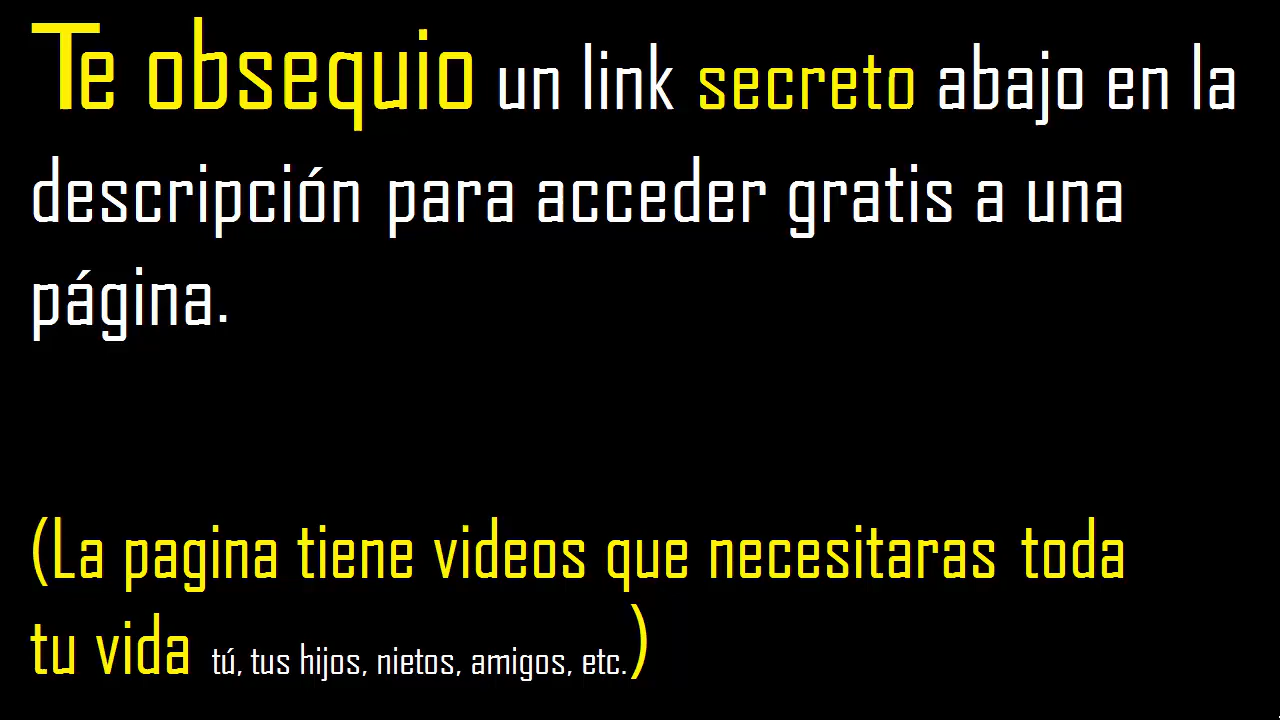 Te obsequio un link secreto abajo en la
descripción para acceder gratis a una
página.
(La pagina tiene videos que necesitaras toda
tu vida tú, tus hijos, nietos, amigos, etc.)